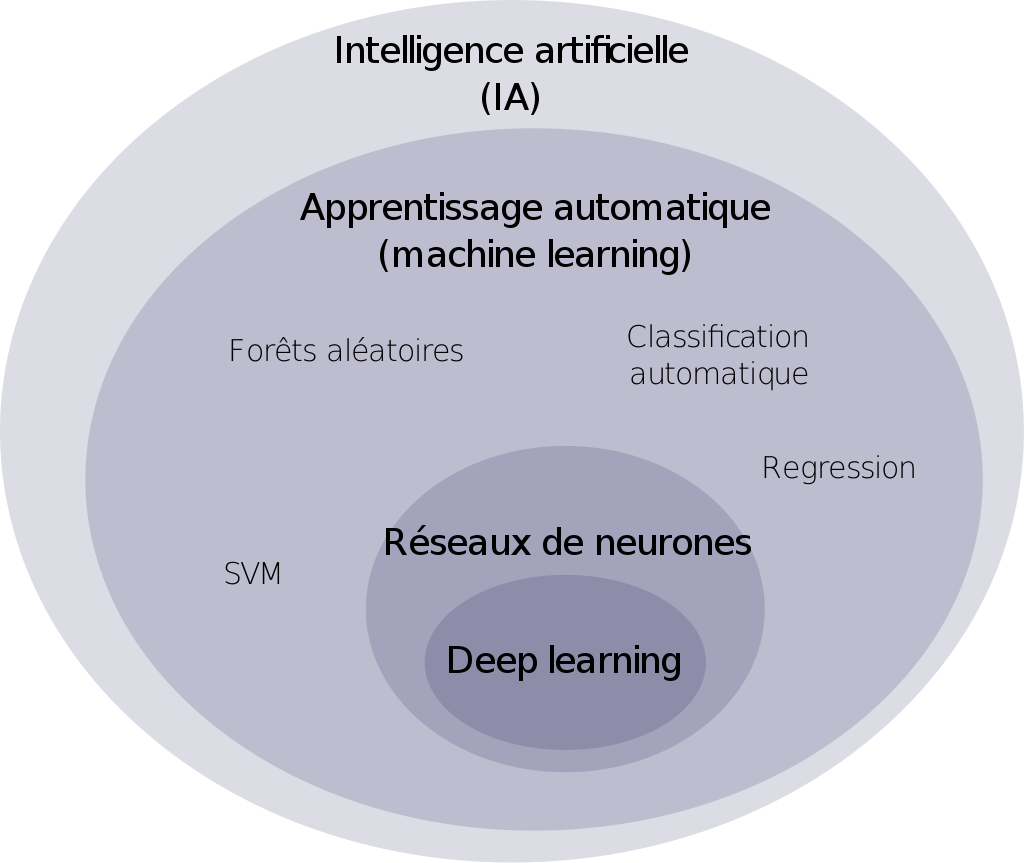 Intelligence artificielle
(IA)
Apprentissage automatique
(machine learning)
Forêts aléatoires
Classification
automatique
Regression
Réseaux de neurones
SVM
Deep learning